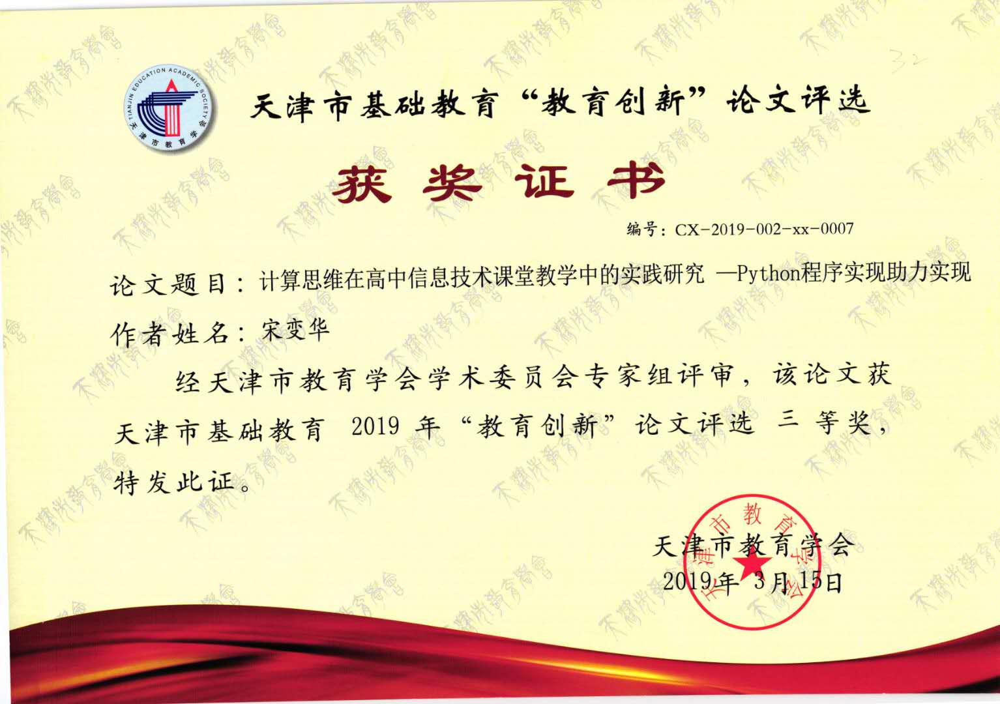 TIANJIN EDUCATION ACADEMIC SOCIETY
天津市教育学会
天津市基础教育“教育创新”论文评选
32
获奖证书
编号：CX-2019-002-xx-0007
论文题目：计算思维在高中信息技术课堂教学中的实践研究 —Python程序实现助力实现
作者姓名：宋变华
经天津市教育学会学术委员会专家组评审，该论文获
天津市基础教育 2019 年“教育创新”论文评选 三 等奖，
特发此证。
天津市教育学会
2019年 3月 15日
天津市教育学会